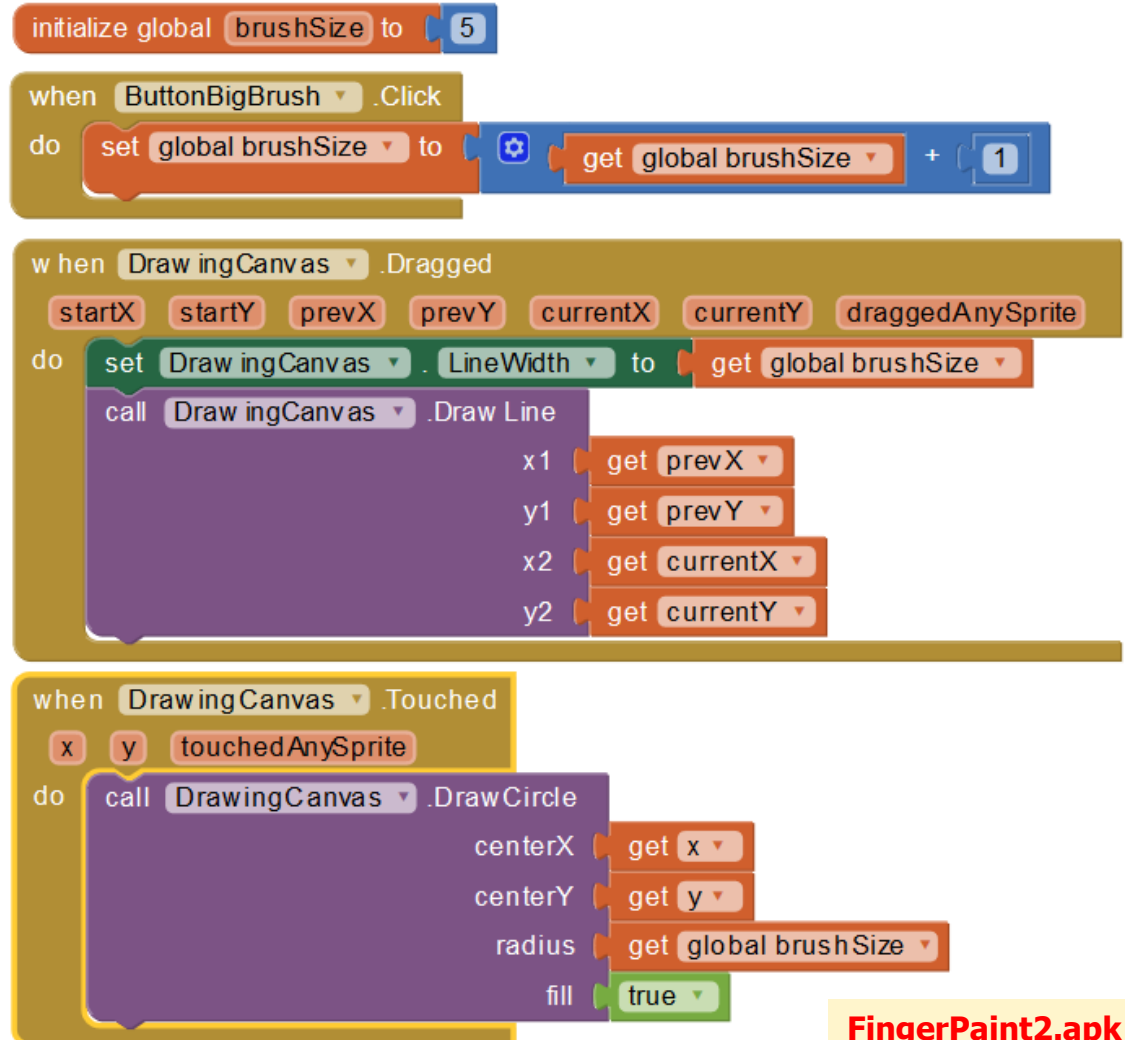 initialize global brushSize to 5
when ButtonBigBrush .Click
do set global brushSize to get global brushSize + 1
when DrawingCanvas .Dragged
startX startY prevX prevY currentX currentY draggedAnySprite
do set DrawingCanvas . LineWidth to get global brushSize
call DrawingCanvas .Draw Line
x1 get prevX
y1 get prevY
x2 get currentX
y2 get currentY
when DrawingCanvas .Touched
x y touchedAnySprite
do call DrawingCanvas .DrawCircle
centerX get x
centerY get y
radius get global brushSize
fill true
FingerPaint2.apk